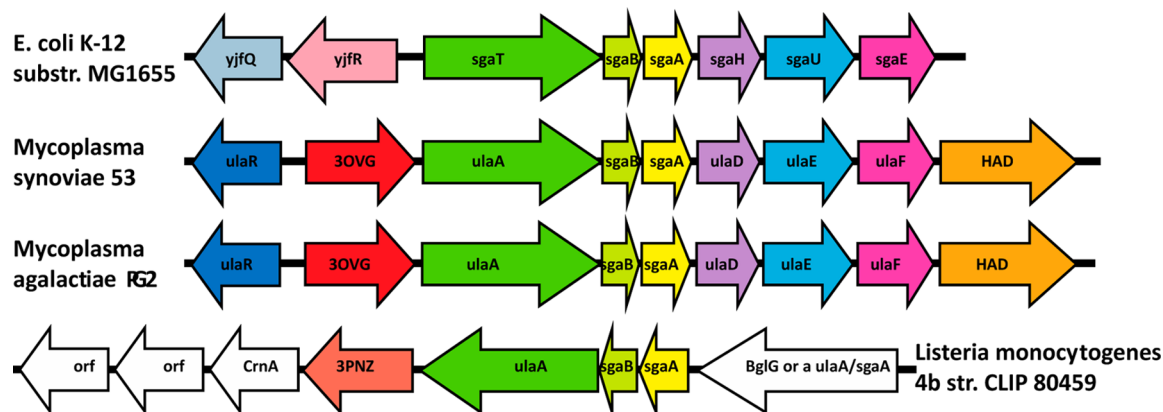 E. coli K-12
substr. MG1655
yjfQ yjfR sgaT sgaB sgaA sgaH sgaU sgaE
Mycoplasma
synoviae 53
ulaR 3OVG ulaA sgaB sgaA ulaD ulaE ulaF HAD
Mycoplasma
agalactiae PG2
ulaR 3OVG ulaA sgaB sgaA ulaD ulaE ulaF HAD
orf orf CrnA 3PNZ ulaA sgaB sgaA BglG or a ulaA/sgaA
Listeria monocytogenes
4b str. CLIP 80459